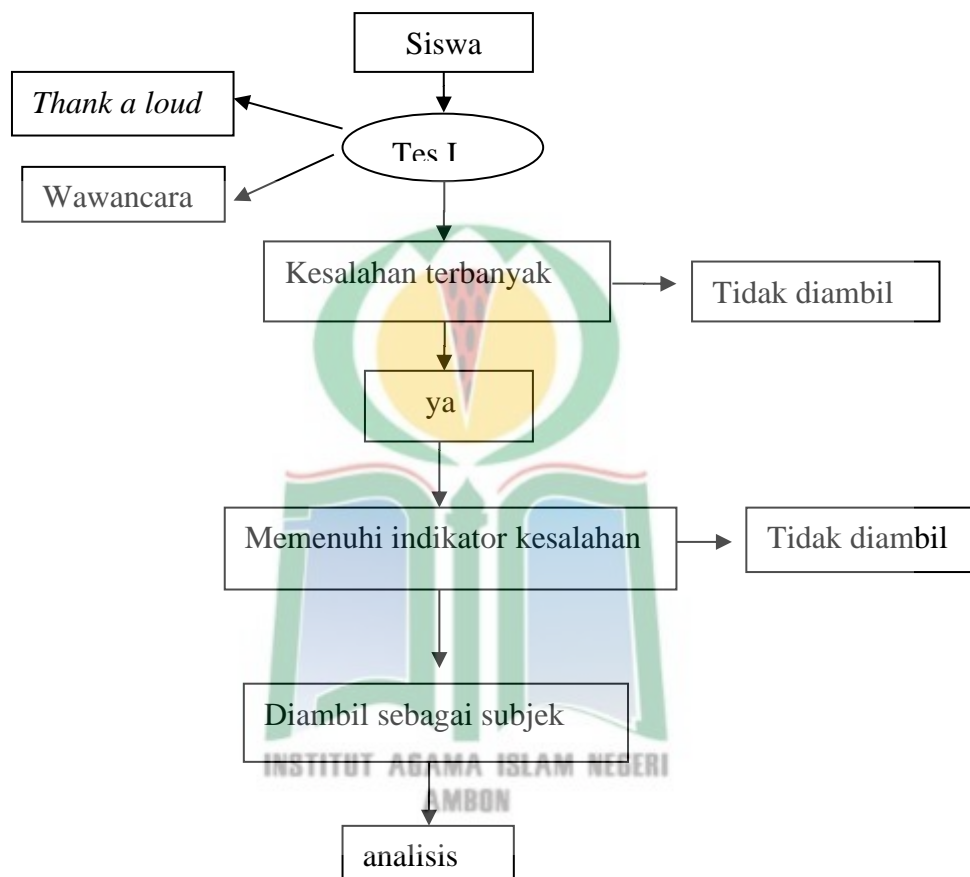 Siswa
Thank a loud
Tes I
Wawancara
Kesalahan terbanyak
Tidak diambil
ya
Memenuhi indikator kesalahan
Tidak diambil
Diambil sebagai subjek
INSTITUT AGAMA ISLAM NEGERI
AMBON
analisis